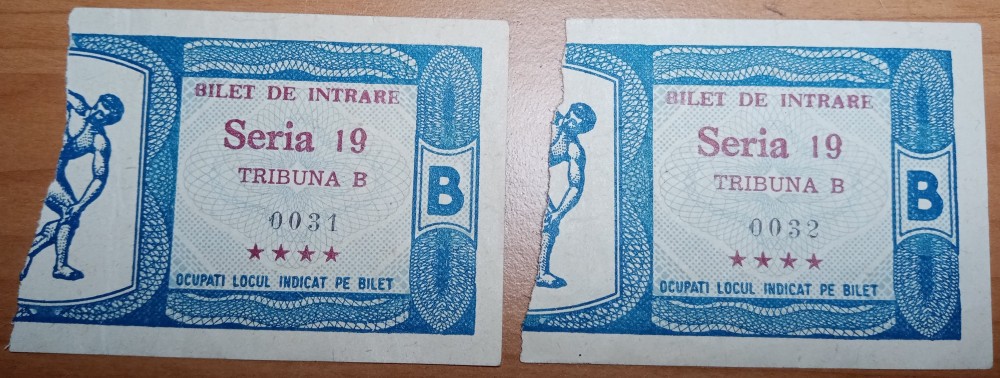 BILET DE INTRARE
Seria 19
TRIBUNA B
0031
★★★★
OCUPATI LOCUL INDICAT PE BILET
B
BILET DE INTRARE
Seria 19
TRIBUNA B
0032
★★★★
OCUPATI LOCUL INDICAT PE BILET
B